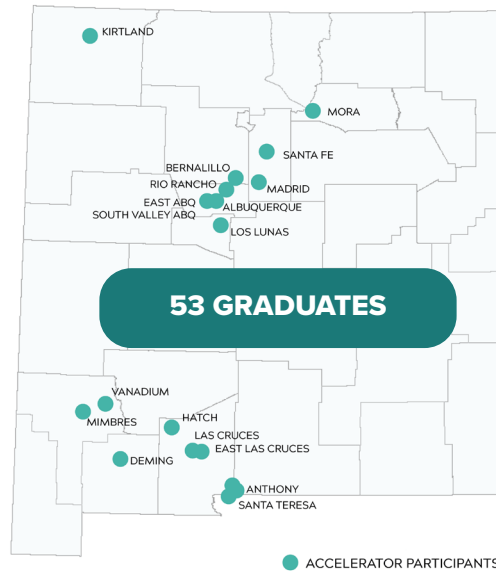 KIRTLAND
MORA
SANTA FE
BERNALILLO
RIO RANCHO
MADRID
EAST ABQ
ALBUQUERQUE
SOUTH VALLEY ABQ
LOS LUNAS
53 GRADUATES
VANADIUM
MIMBRES
HATCH
LAS CRUCES
EAST LAS CRUCES
DEMING
ANTHONY
SANTA TERESA
ACCELERATOR PARTICIPANTS